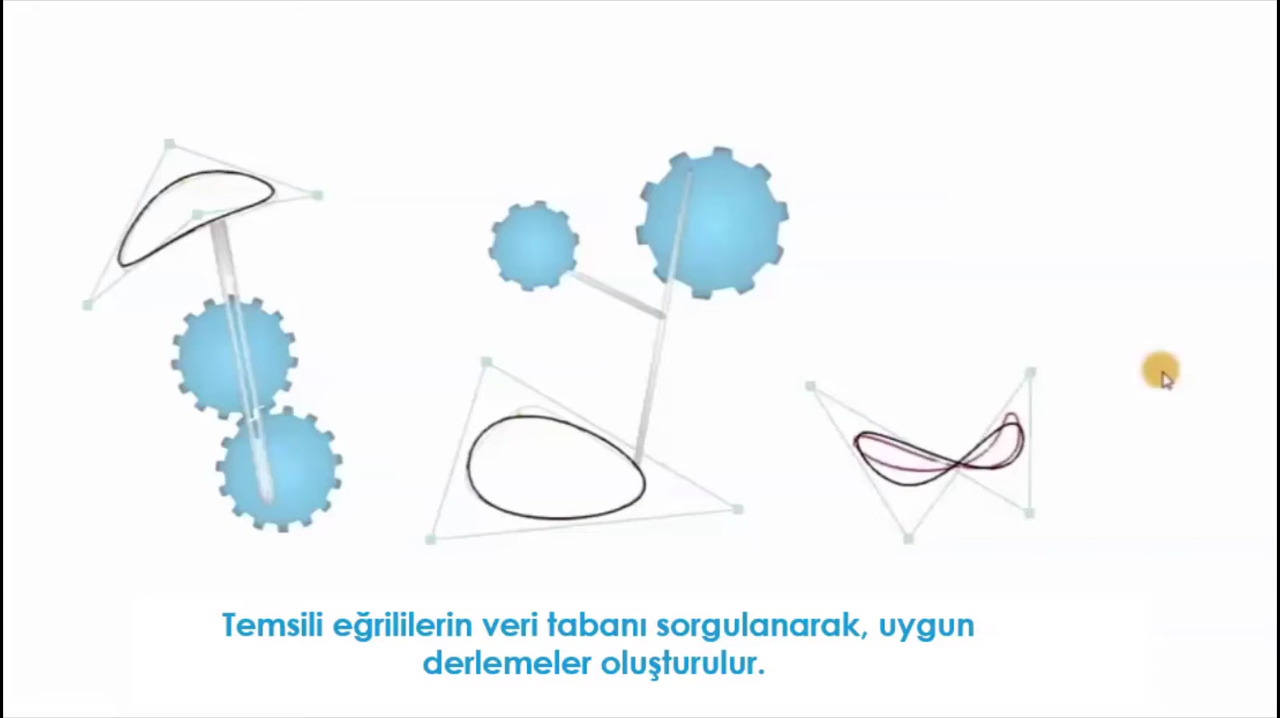 Temsili eğrililerin veri tabanı sorgulanarak, uygun
derlemeler oluşturulur.